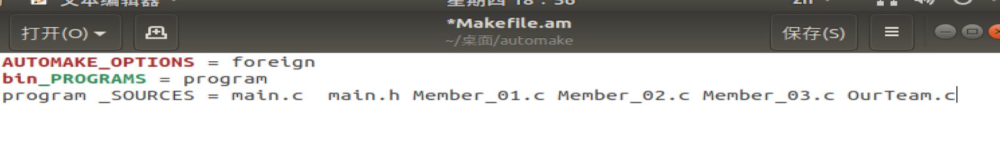 文本编辑器
星期四 18：56
zh
打开(O)
*Makefile.am
~/桌面/automake
保存(S)
AUTOMAKE_OPTIONS = foreign
bin_PROGRAMS = program
program _SOURCES = main.c  main.h Member_01.c Member_02.c Member_03.c OurTeam.c